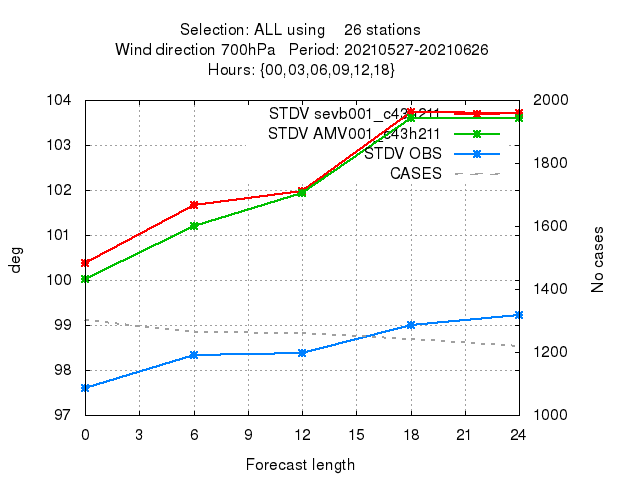 Selection: ALL using 26 stations
Wind direction 700hPa Period: 20210527-20210626
Hours: {00,03,06,09,12,18}
104
103
102
101
100
99
98
97
deg
STDV sevb001_c43h211
STDV AMV001_c43h211
STDV OBS
CASES
2000
1800
1600
1400
1200
1000
No cases
0 3 6 9 12 15 18 21 24
Forecast length